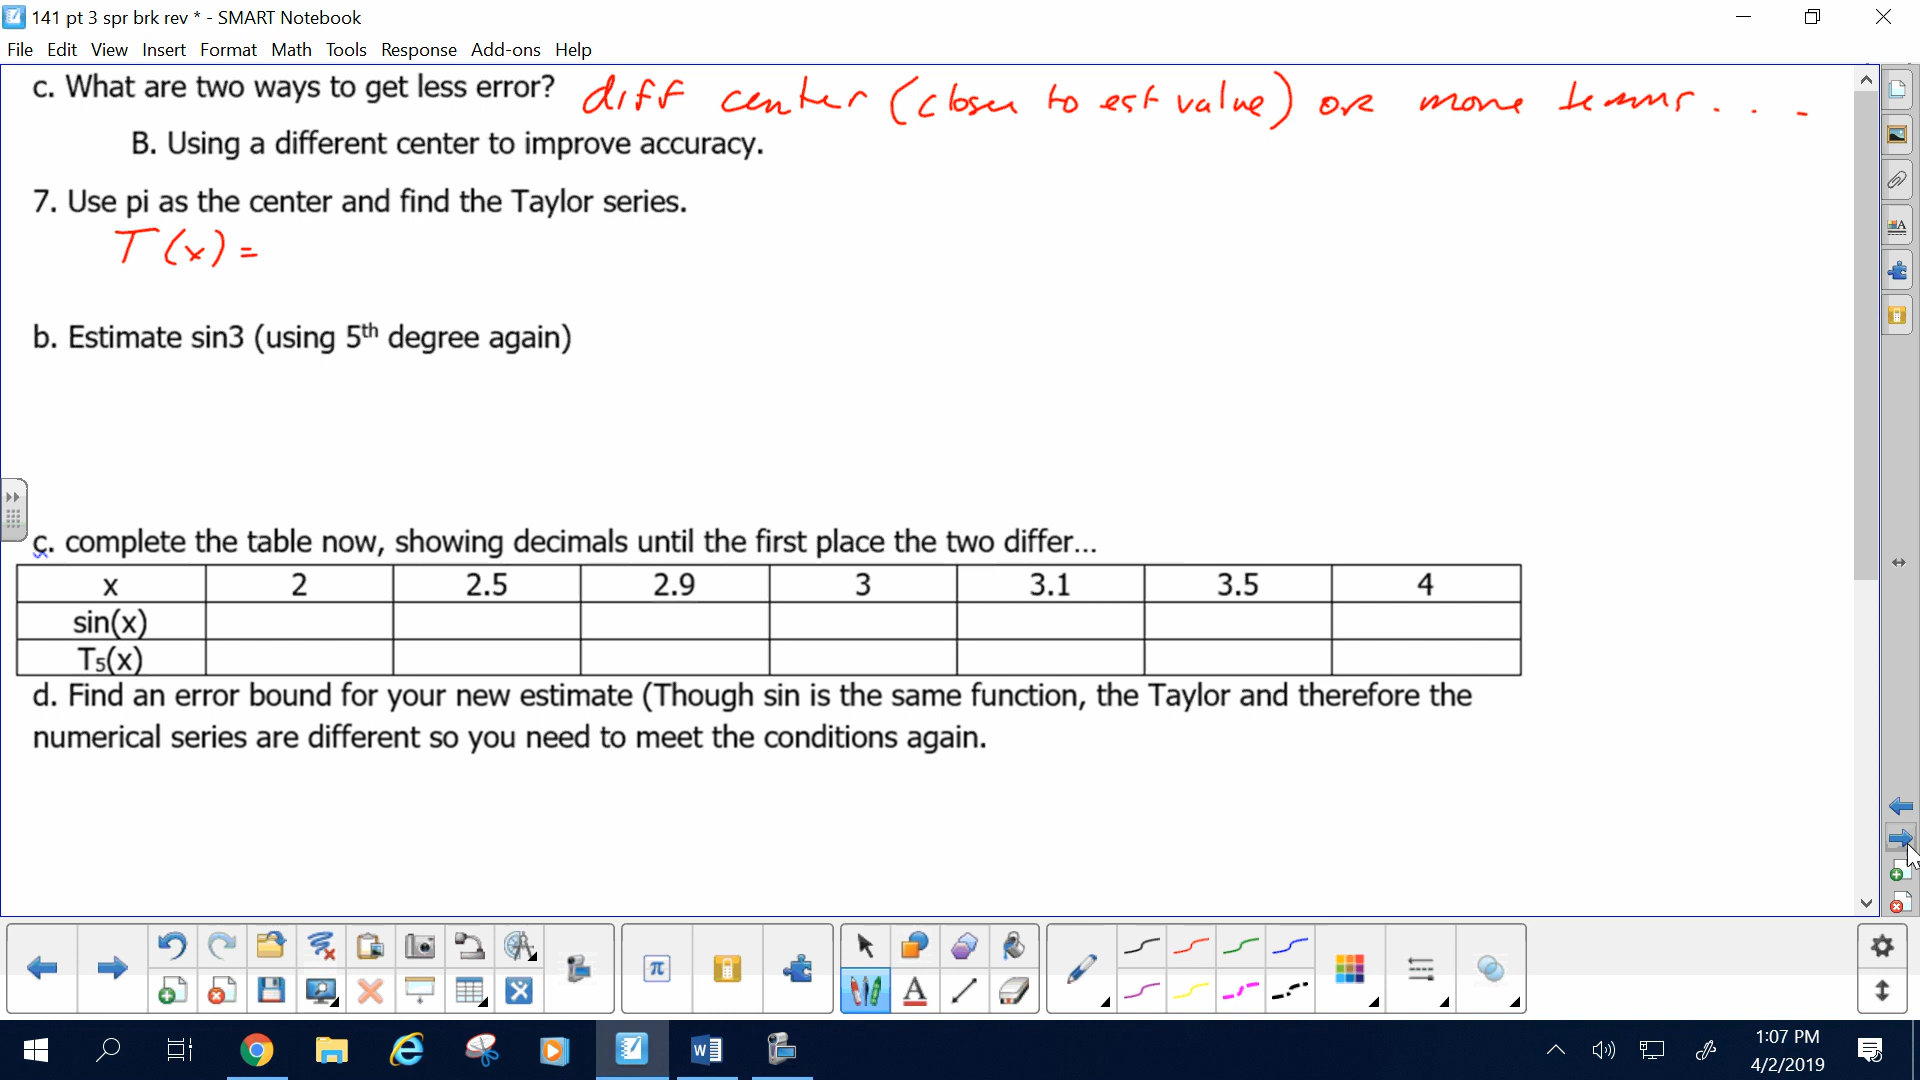 141 pt 3 spr brk rev * - SMART Notebook
File Edit View Insert Format Math Tools Response Add-ons Help
c. What are two ways to get less error? diff center (closer to est value) or more terms . . .
B. Using a different center to improve accuracy.
7. Use pi as the center and find the Taylor series.
T(x) =
b. Estimate sin3 (using 5th degree again)
c. complete the table now, showing decimals until the first place the two differ...
x 2 2.5 2.9 3 3.1 3.5 4
sin(x)
T5(x)
d. Find an error bound for your new estimate (Though sin is the same function, the Taylor and therefore the
numerical series are different so you need to meet the conditions again.
1:07 PM
4/2/2019